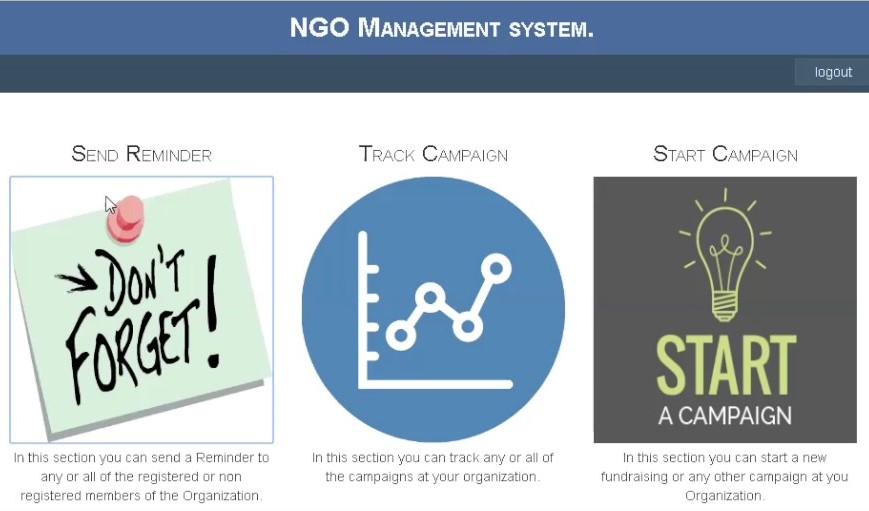 NGO Management system.
logout
Send Reminder
DON'T
FORGET!
In this section you can send a Reminder to
any or all of the registered or non
registered members of the Organization.
Track Campaign
In this section you can track any or all of
the campaigns at your organization.
Start Campaign
START
A CAMPAIGN
In this section you can start a new
fundraising or any other campaign at you
Organization.